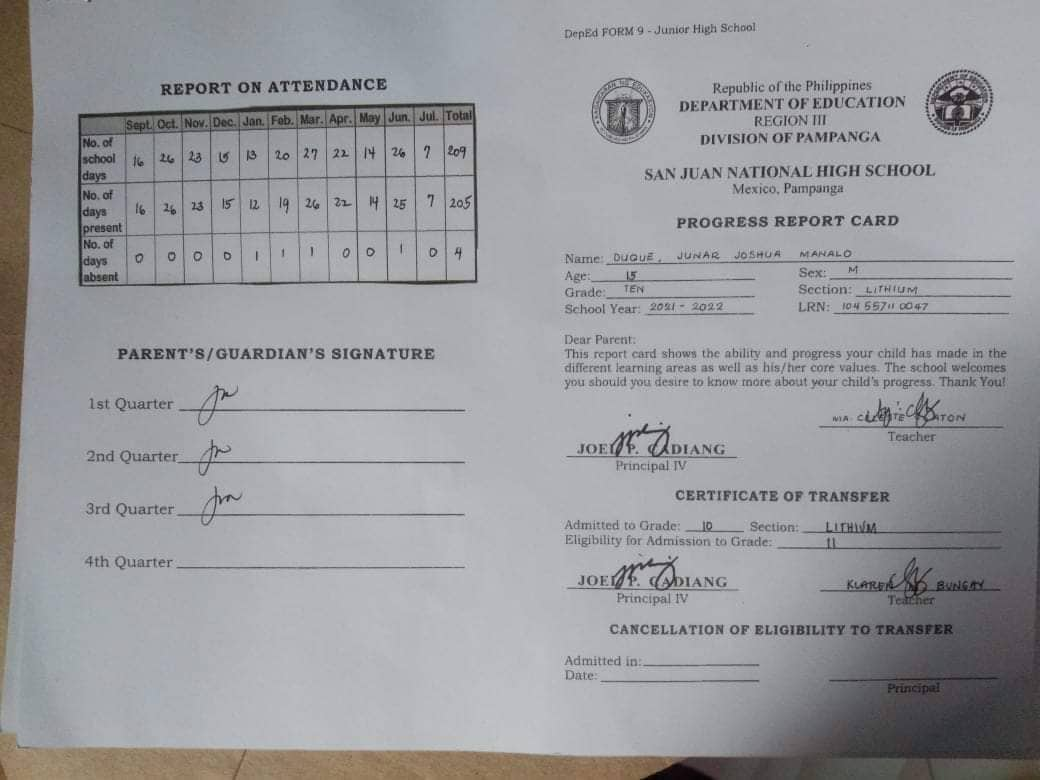 REPORT ON ATTENDANCE
Sept. Oct. Nov. Dec. Jan. Feb. Mar. Apr. May Jun. Jul. Total
No. of school days 16 26 23 15 13 20 27 22 14 26 7 209
No. of days present 16 26 23 15 12 19 26 22 14 25 7 205
No. of days absent 0 0 0 0 1 1 1 0 0 1 0 4
PARENT'S/GUARDIAN'S SIGNATURE
1st Quarter
2nd Quarter
3rd Quarter
4th Quarter
DepEd FORM 9 - Junior High School
Republic of the Philippines
DEPARTMENT OF EDUCATION
REGION III
DIVISION OF PAMPANGA
SAN JUAN NATIONAL HIGH SCHOOL
Mexico, Pampanga
PROGRESS REPORT CARD
Name: DUQUE, JUNAR JOSHUA MANALO
Age: 15 Sex: M
Grade: TEN Section: LITHIUM
School Year: 2021 - 2022 LRN: 104 55711 0047
Dear Parent:
This report card shows the ability and progress your child has made in the
different learning areas as well as his/her core values. The school welcomes
you should you desire to know more about your child's progress. Thank You!
MA.
Teacher
JOEL P. CADIANG
Principal IV
CERTIFICATE OF TRANSFER
Admitted to Grade: 10 Section: LITHIUM
Eligibility for Admission to Grade: 11
JOEL P. CADIANG BUNGAY
Principal IV Teacher
CANCELLATION OF ELIGIBILITY TO TRANSFER
Admitted in:
Date:
Principal